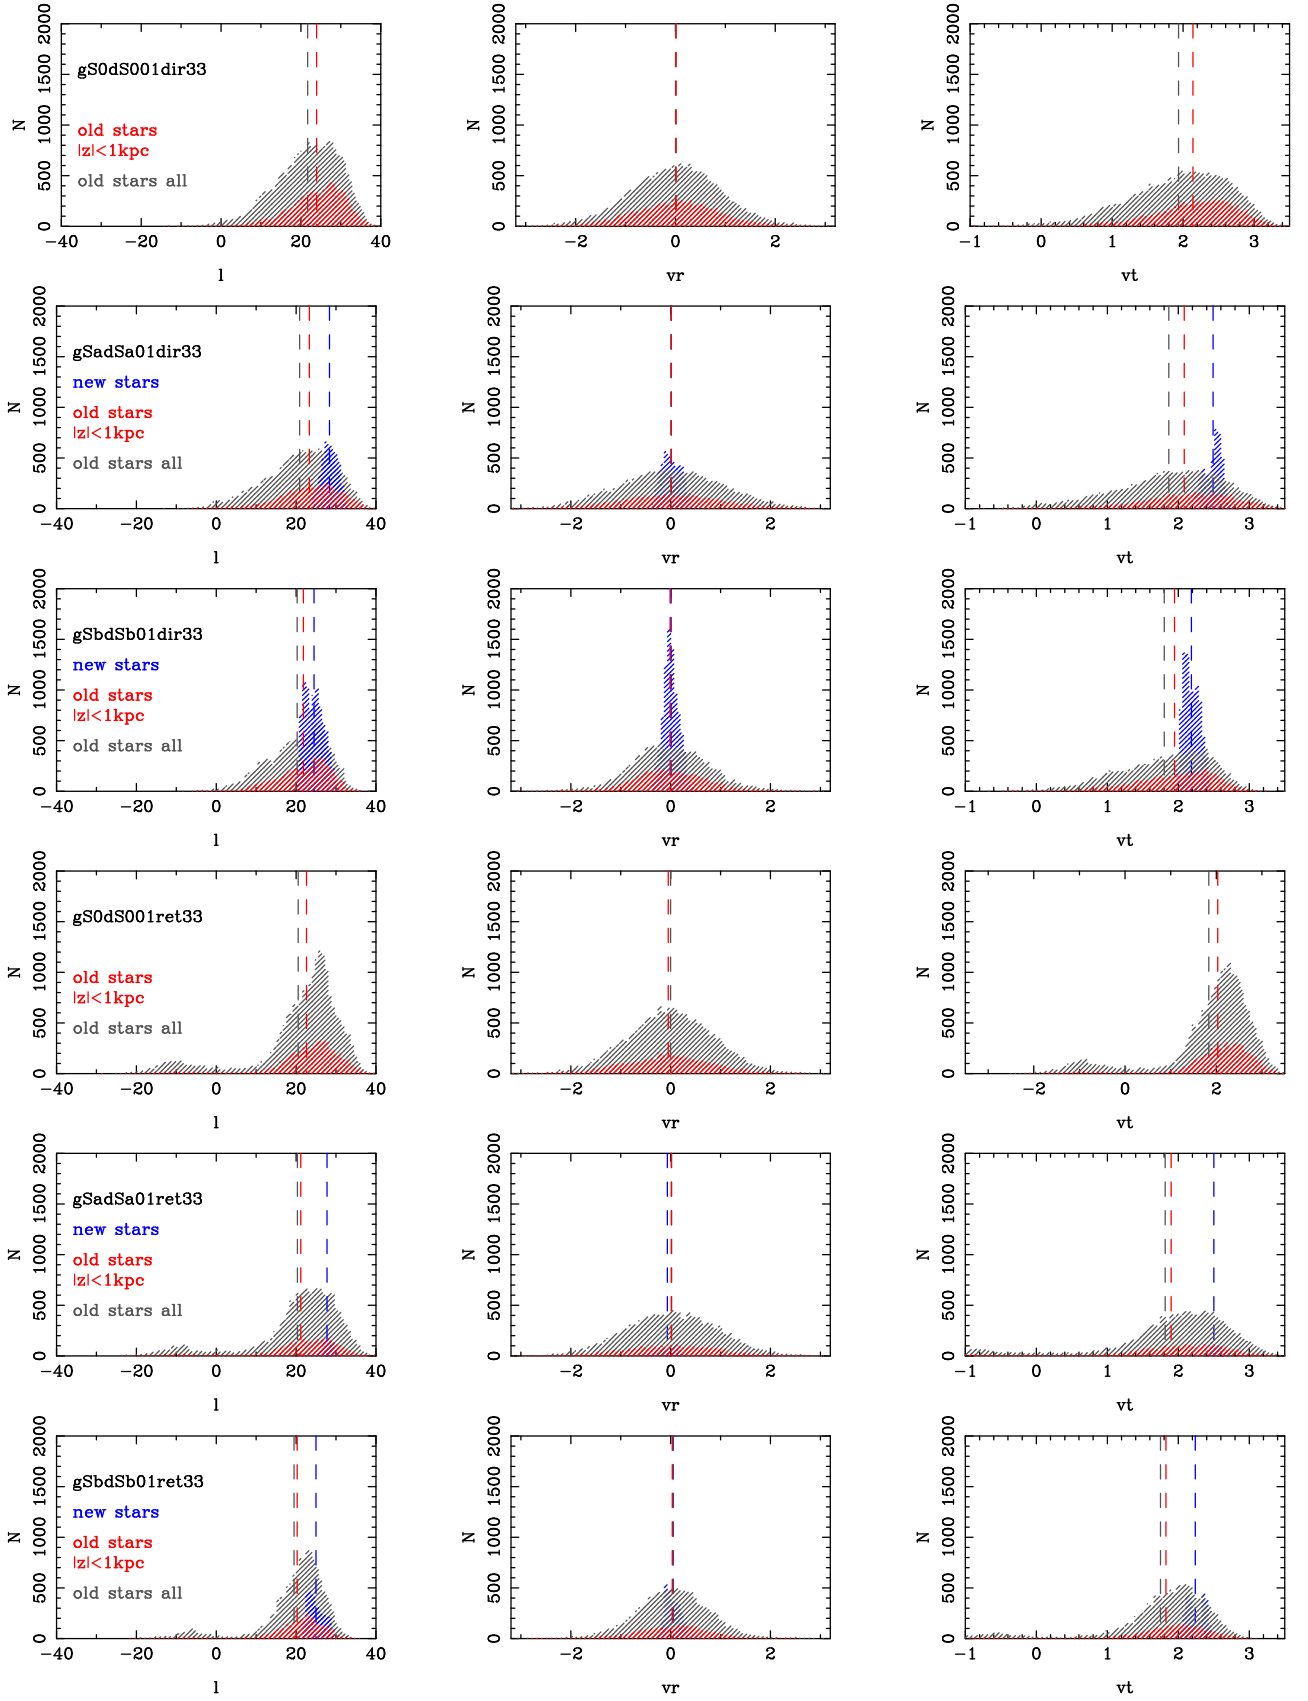 2000
1500
1000
500
0
N
gS0dS001dir33
old stars
|z|<1kpc
old stars all
−40 −20 0 20 40
l
2000
1500
1000
500
0
N
−2 0 2
vr
2000
1500
1000
500
0
N
−1 0 1 2 3
vt
2000
1500
1000
500
0
N
gSadSa01dir33
new stars
old stars
|z|<1kpc
old stars all
−40 −20 0 20 40
l
2000
1500
1000
500
0
N
−2 0 2
vr
2000
1500
1000
500
0
N
−1 0 1 2 3
vt
2000
1500
1000
500
0
N
gSbdSb01dir33
new stars
old stars
|z|<1kpc
old stars all
−40 −20 0 20 40
l
2000
1500
1000
500
0
N
−2 0 2
vr
2000
1500
1000
500
0
N
−1 0 1 2 3
vt
2000
1500
1000
500
0
N
gS0dS001ret33
old stars
|z|<1kpc
old stars all
−40 −20 0 20 40
l
2000
1500
1000
500
0
N
−2 0 2
vr
2000
1500
1000
500
0
N
−2 0 2
vt
2000
1500
1000
500
0
N
gSadSa01ret33
new stars
old stars
|z|<1kpc
old stars all
−40 −20 0 20 40
l
2000
1500
1000
500
0
N
−2 0 2
vr
2000
1500
1000
500
0
N
−1 0 1 2 3
vt
2000
1500
1000
500
0
N
gSbdSb01ret33
new stars
old stars
|z|<1kpc
old stars all
−40 −20 0 20 40
l
2000
1500
1000
500
0
N
−2 0 2
vr
2000
1500
1000
500
0
N
−1 0 1 2 3
vt